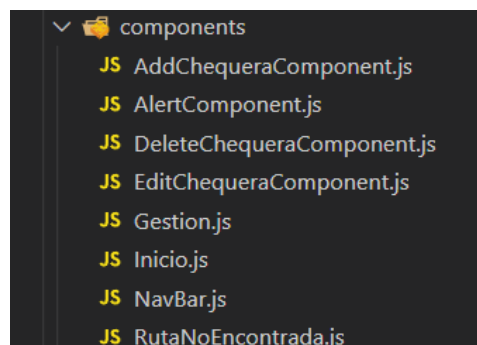 components
JS AddChequeraComponent.js
JS AlertComponent.js
JS DeleteChequeraComponent.js
JS EditChequeraComponent.js
JS Gestion.js
JS Inicio.js
JS NavBar.js
JS RutaNoEncontrada.js